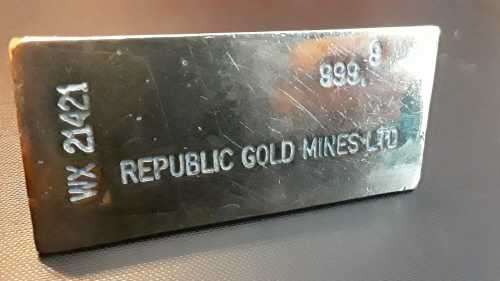 999.9
WX 21421
REPUBLIC GOLD MINES LTD